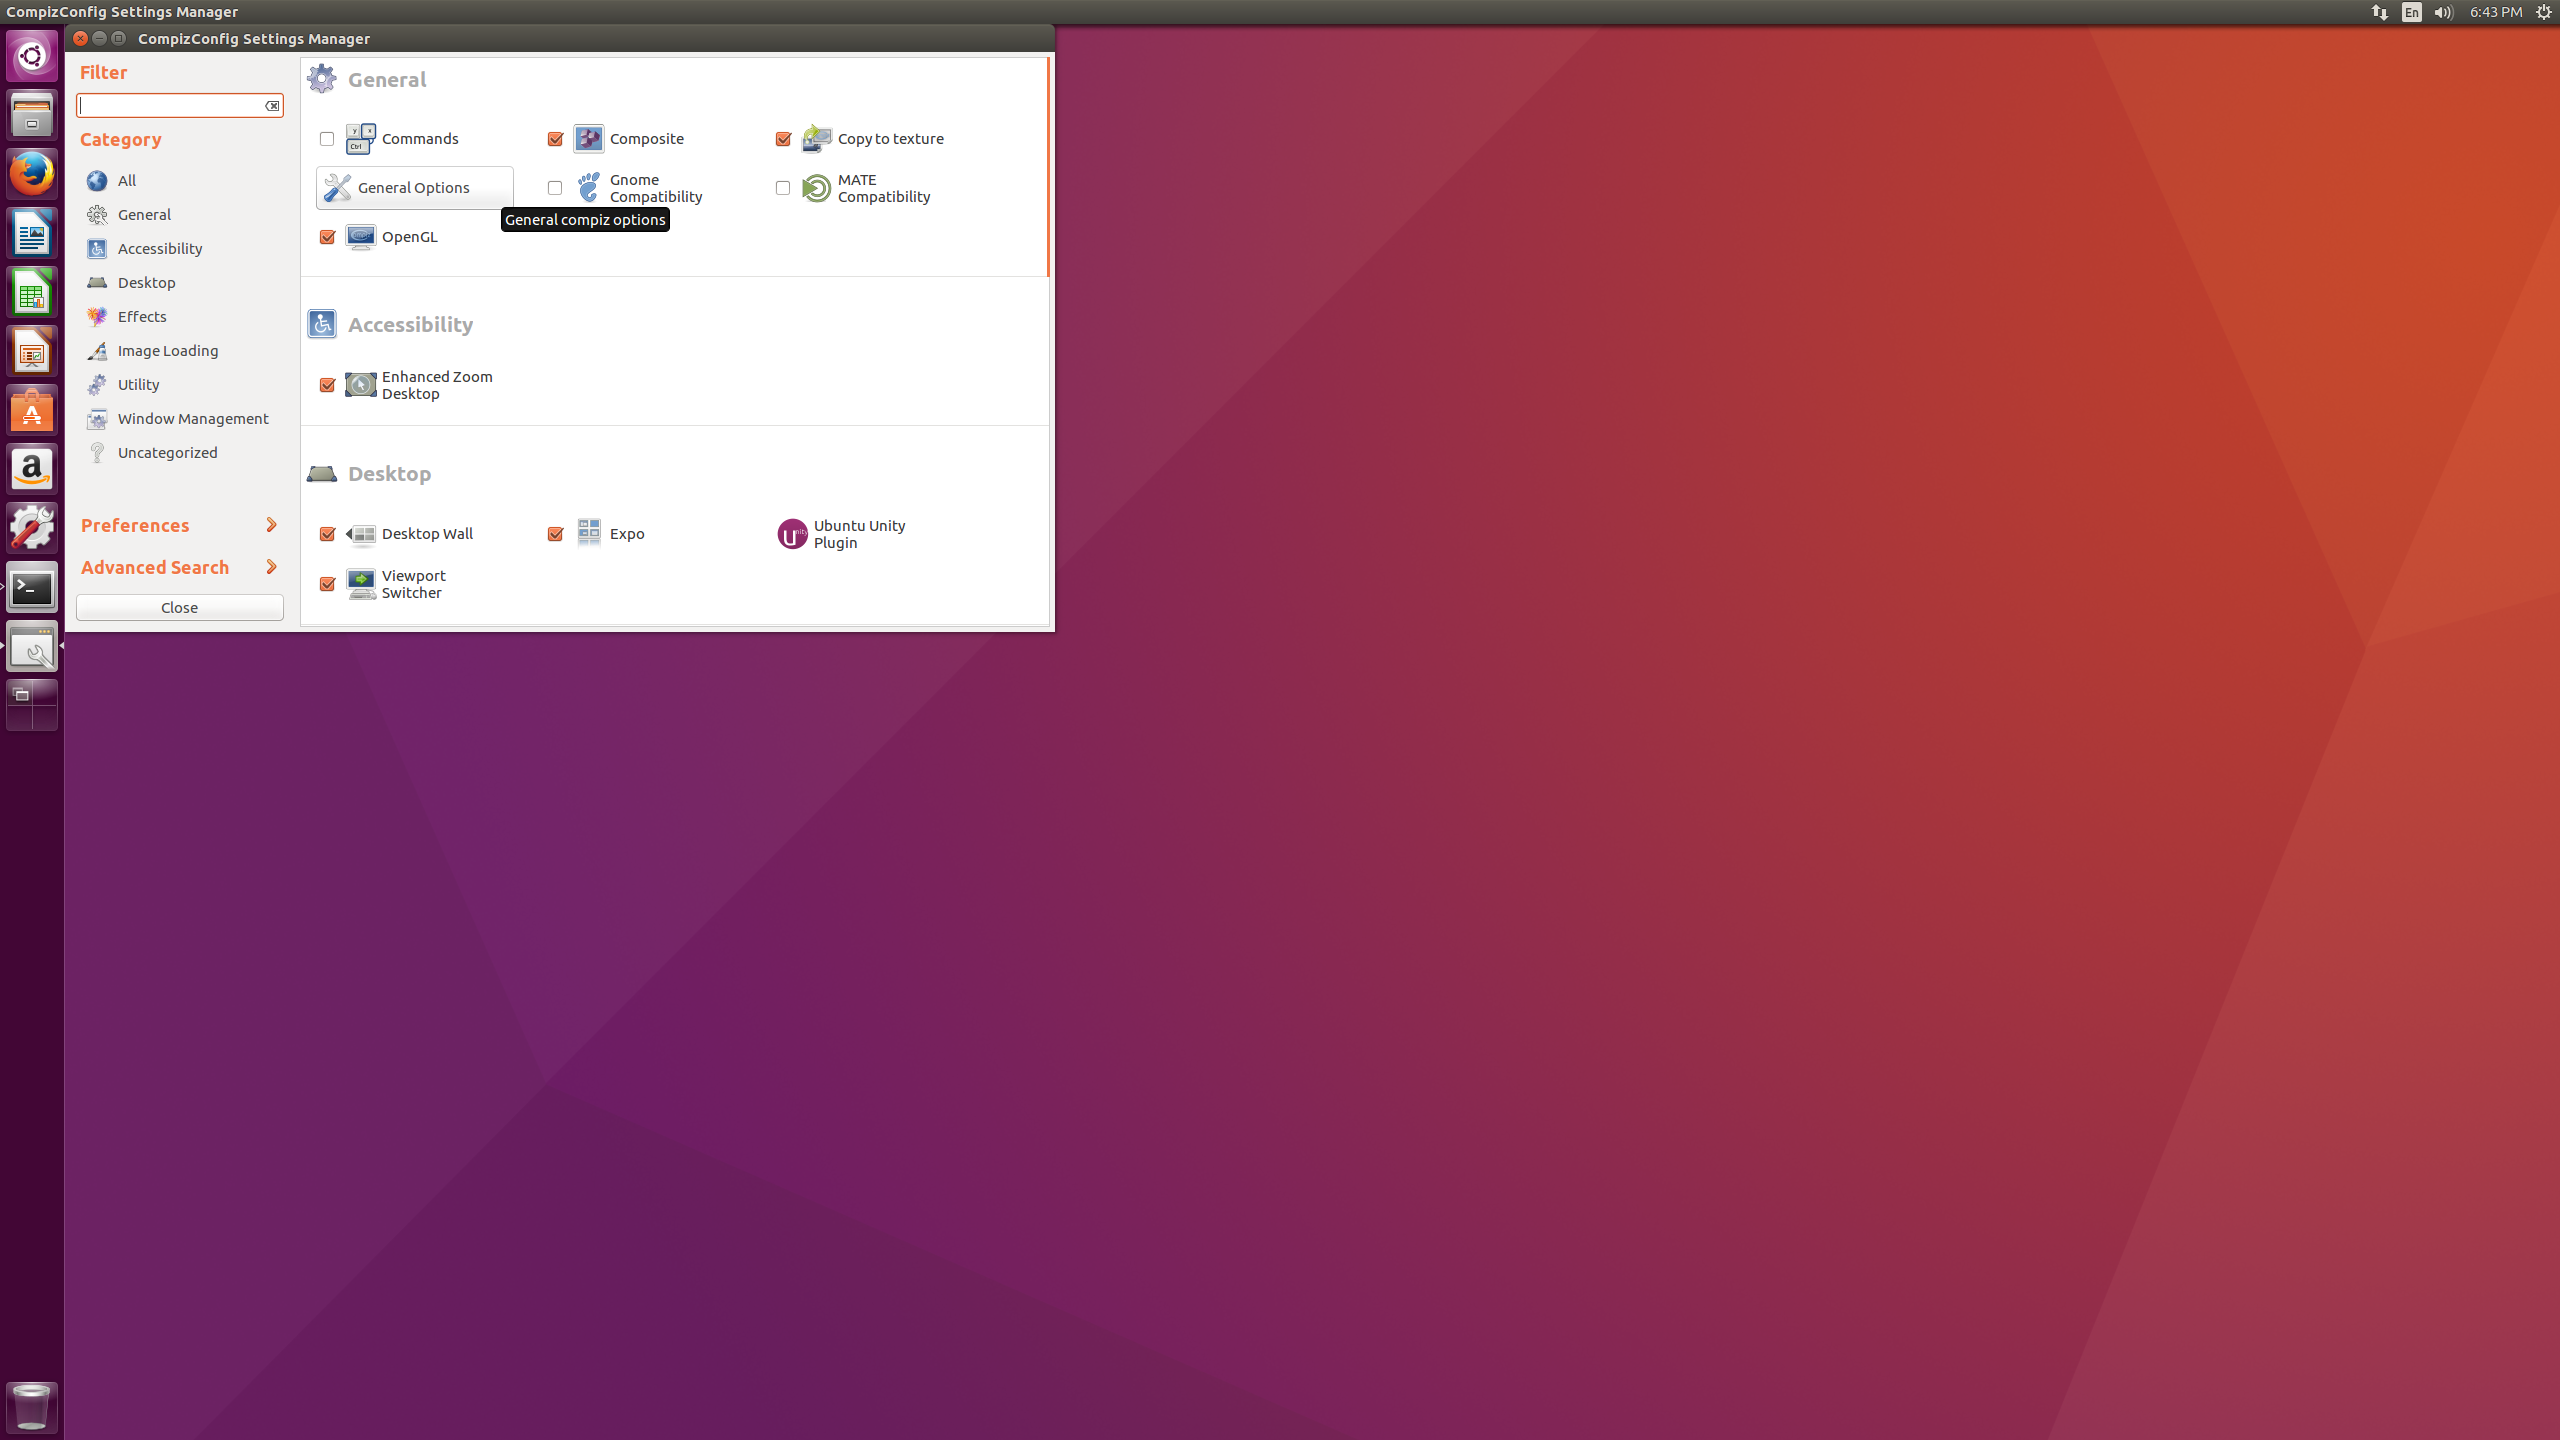 CompizConfig Settings Manager
En
6:43 PM
CompizConfig Settings Manager
Filter
Category
All
General
Accessibility
Desktop
Effects
Image Loading
Utility
Window Management
Uncategorized
Preferences
Advanced Search
Close
General
Commands
Composite
Copy to texture
General Options
Gnome
Compatibility
MATE
Compatibility
General compiz options
OpenGL
Accessibility
Enhanced Zoom
Desktop
Desktop
Desktop Wall
Expo
Ubuntu Unity
Plugin
Viewport
Switcher